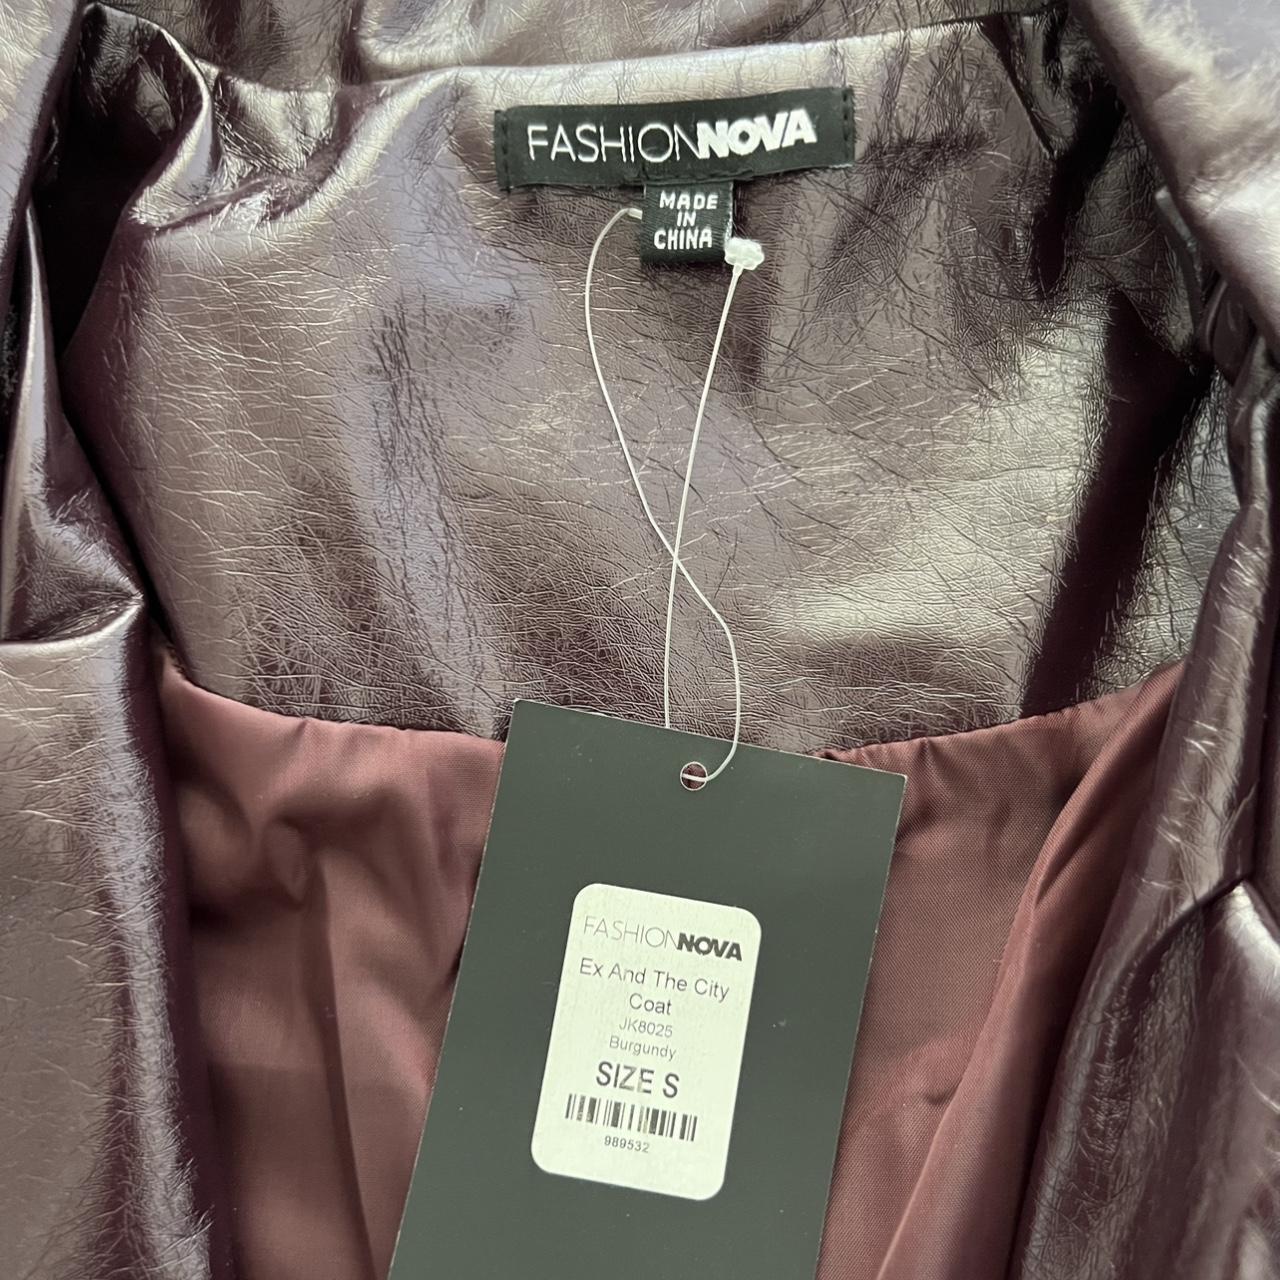 FASHIONNOVA
MADE
IN
CHINA
FASHIONNOVA
Ex And The City
Coat
JK8025
Burgundy
SIZE S
989532